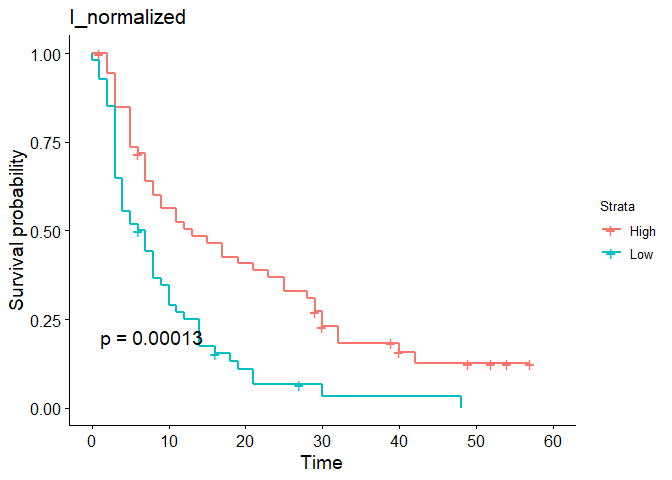 I_normalized
1.00
0.75
0.50
0.25
0.00
Survival probability
p = 0.00013
0 10 20 30 40 50 60
Time
Strata
High
Low